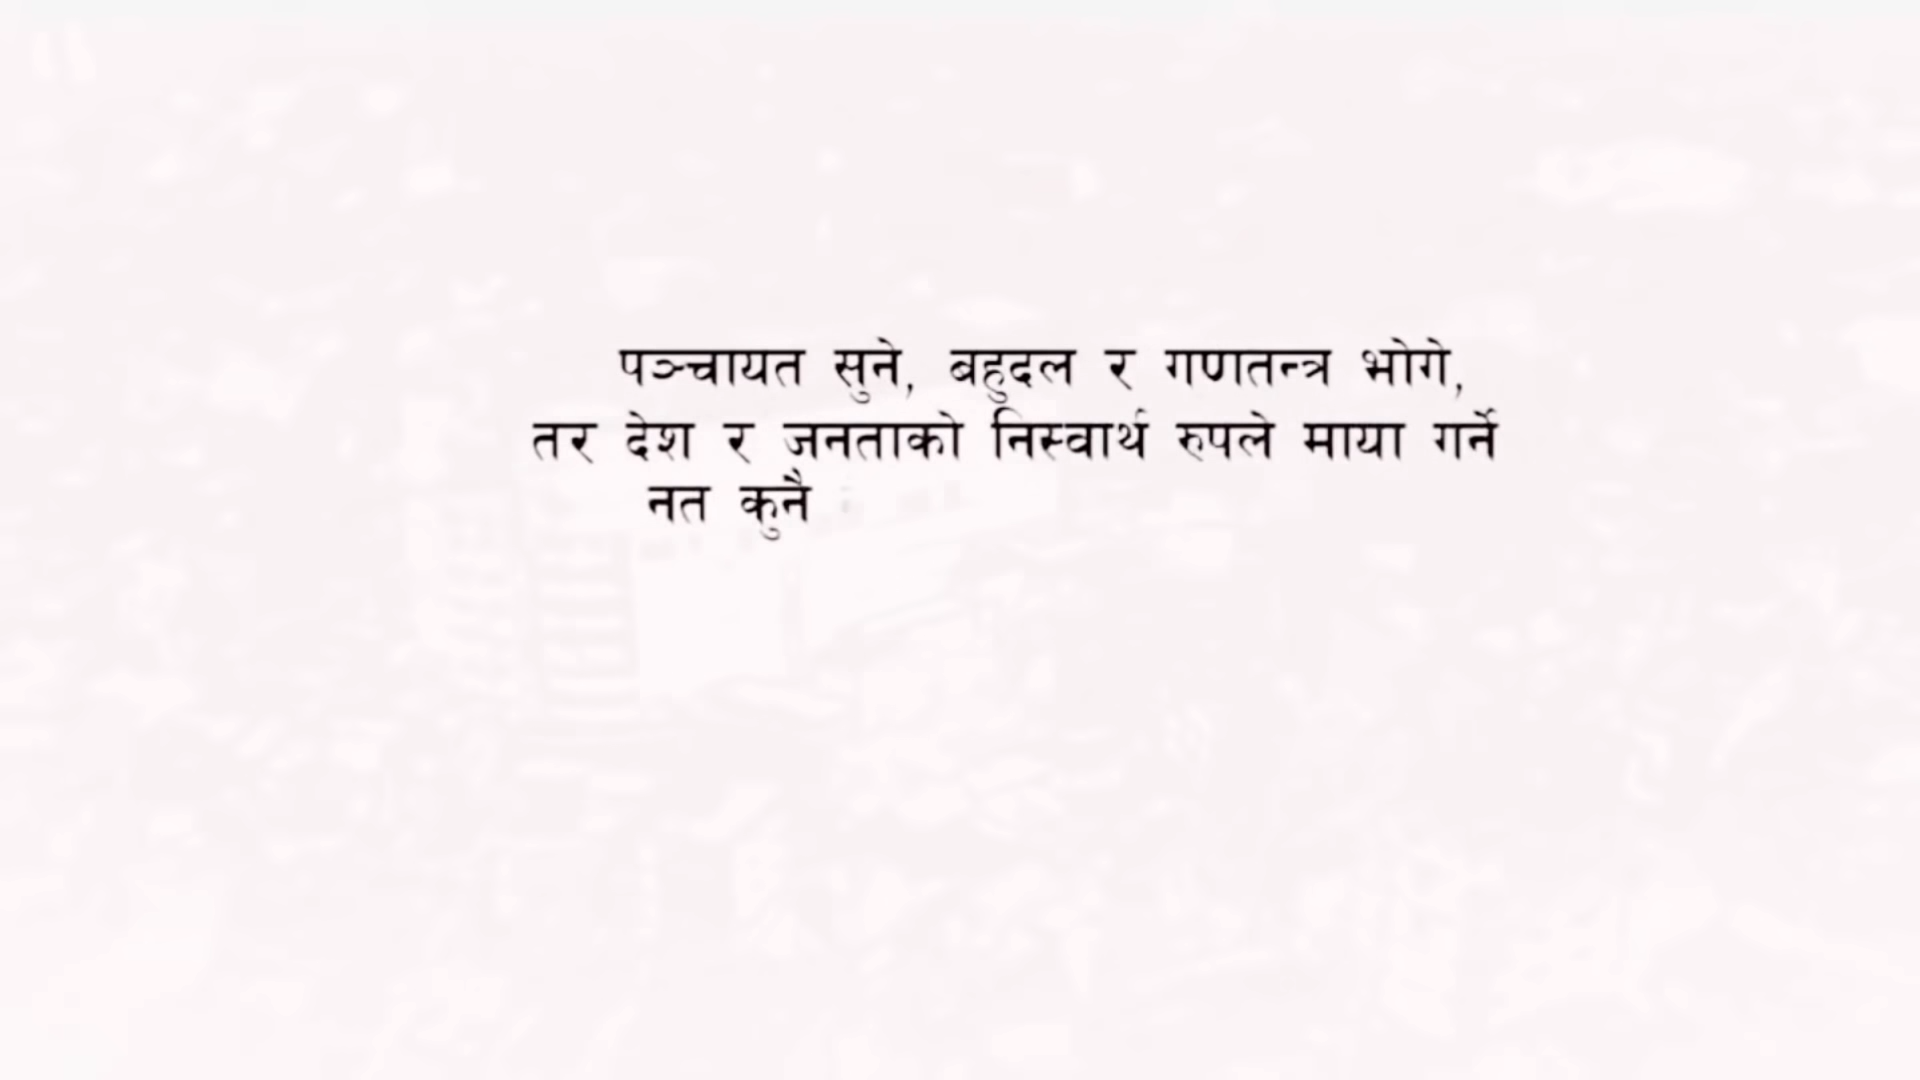 पञ्चायत सुने, बहुदल र गणतन्त्र भोगे,
तर देश र जनताको निस्वार्थ रुपले माया गर्ने
नत कुनै